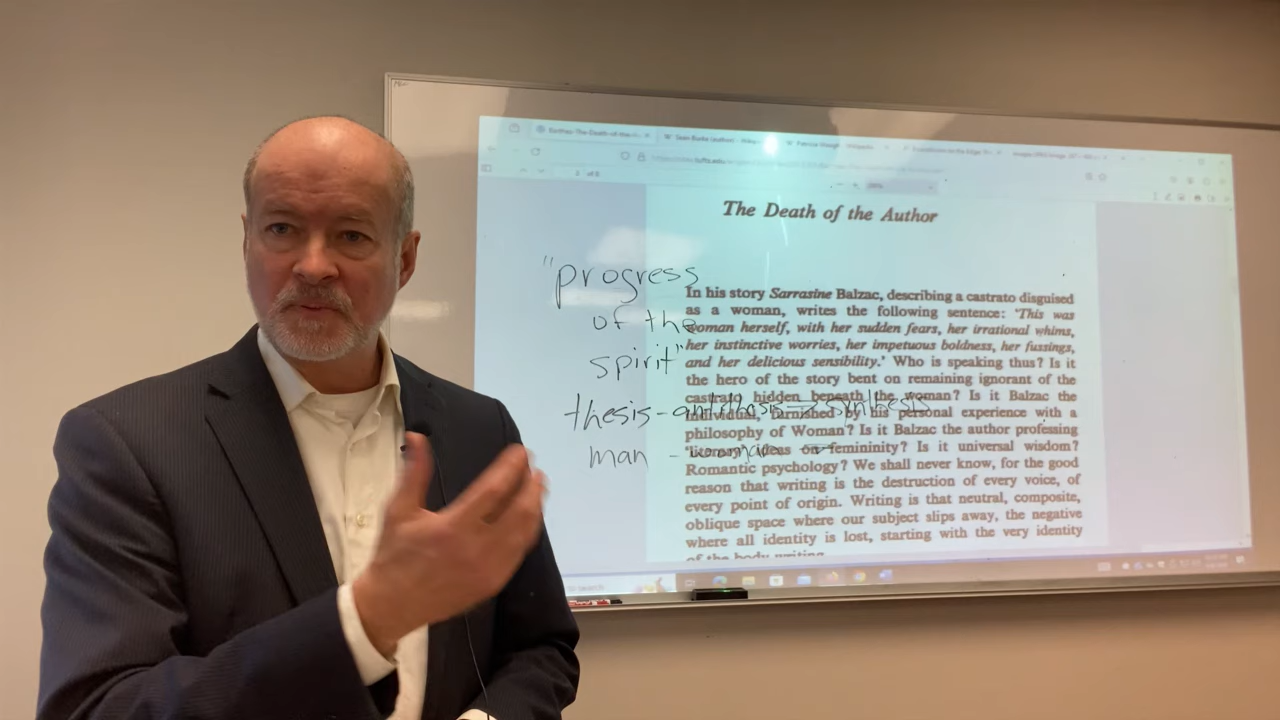 The Death of the Author
"progress
of the
spirit"
thesis - antithesis → synthesis
man -
In his story Sarrasine Balzac, describing a castrato disguised
as a woman, writes the following sentence: 'This was
woman herself, with her sudden fears, her irrational whims,
her instinctive worries, her impetuous boldness, her fussings,
and her delicious sensibility.' Who is speaking thus? Is it
the hero of the story bent on remaining ignorant of the
castrato hidden beneath the woman? Is it Balzac the
individual, furnished by his personal experience with a
philosophy of Woman? Is it Balzac the author professing
'literary' ideas on femininity? Is it universal wisdom?
Romantic psychology? We shall never know, for the good
reason that writing is the destruction of every voice, of
every point of origin. Writing is that neutral, composite,
oblique space where our subject slips away, the negative
where all identity is lost, starting with the very identity
of the body writing.